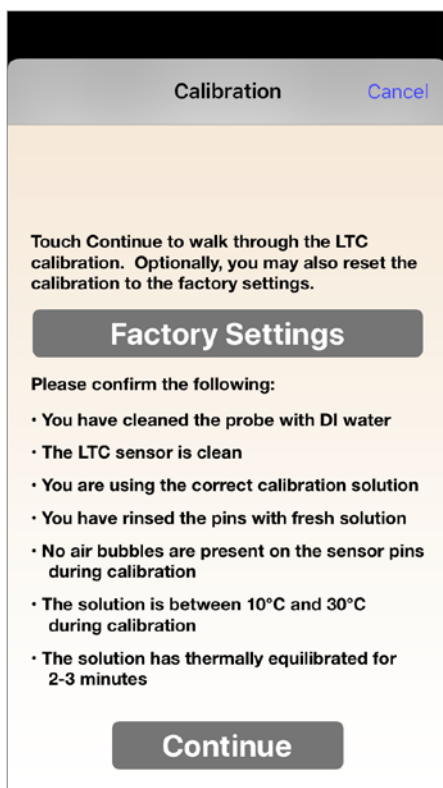 Calibration
Cancel
Touch Continue to walk through the LTC
calibration.  Optionally, you may also reset the
calibration to the factory settings.
Factory Settings
Please confirm the following:
· You have cleaned the probe with DI water
· The LTC sensor is clean
· You are using the correct calibration solution
· You have rinsed the pins with fresh solution
· No air bubbles are present on the sensor pins
during calibration
· The solution is between 10°C and 30°C
during calibration
· The solution has thermally equilibrated for
2-3 minutes
Continue